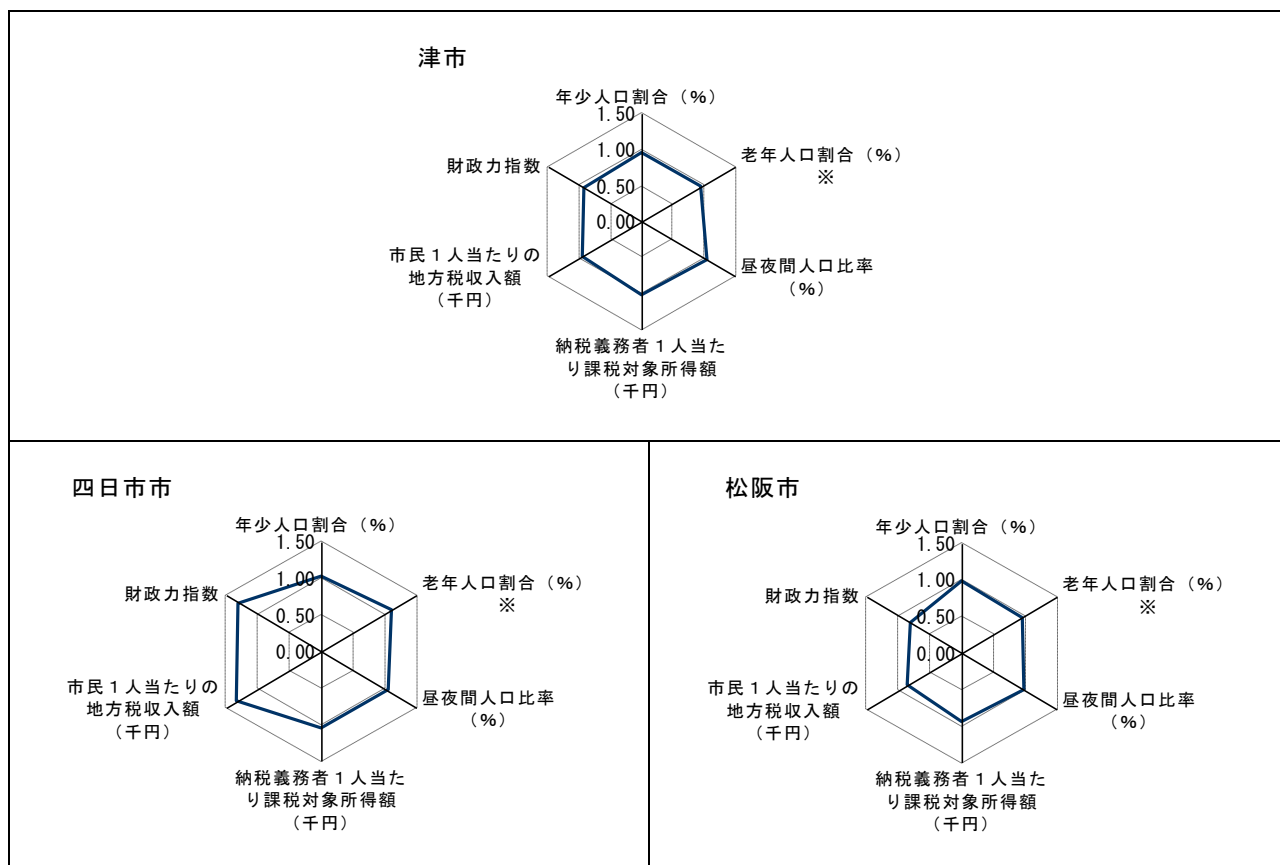 津市
年少人口割合（%）
1.50
1.00
0.50
0.00
老年人口割合（%）
※
昼夜間人口比率
（%）
納税義務者１人当た
り課税対象所得額
（千円）
市民１人当たりの
地方税収入額
（千円）
財政力指数
四日市市
年少人口割合（%）
1.50
1.00
0.50
0.00
老年人口割合（%）
※
昼夜間人口比率
（%）
納税義務者１人当た
り課税対象所得額
（千円）
市民１人当たりの
地方税収入額
（千円）
財政力指数
松阪市
年少人口割合（%）
1.50
1.00
0.50
0.00
老年人口割合（%）
※
昼夜間人口比率
（%）
納税義務者１人当た
り課税対象所得額
（千円）
市民１人当たりの
地方税収入額
（千円）
財政力指数